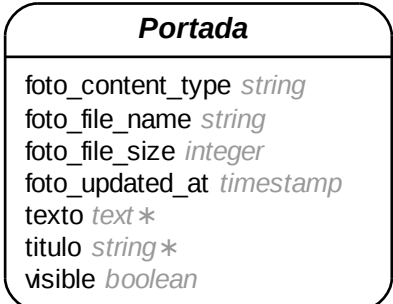 Portada
foto_content_type string
foto_file_name string
foto_file_size integer
foto_updated_at timestamp
texto text∗
titulo string∗
visible boolean